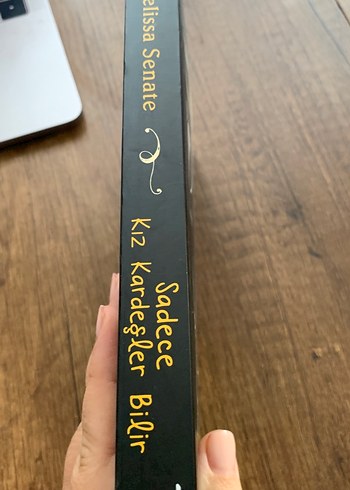 elissa Senate
Sadece
Kız Kardeşler Bilir